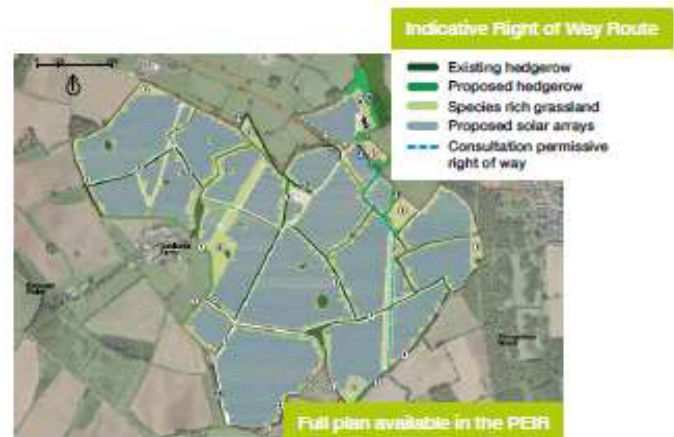 Indicative Right of Way Route
Existing hedgerow
Proposed hedgerow
Species rich grassland
Proposed solar arrays
Consultation permissive
right of way
Full plan available in the PEIR